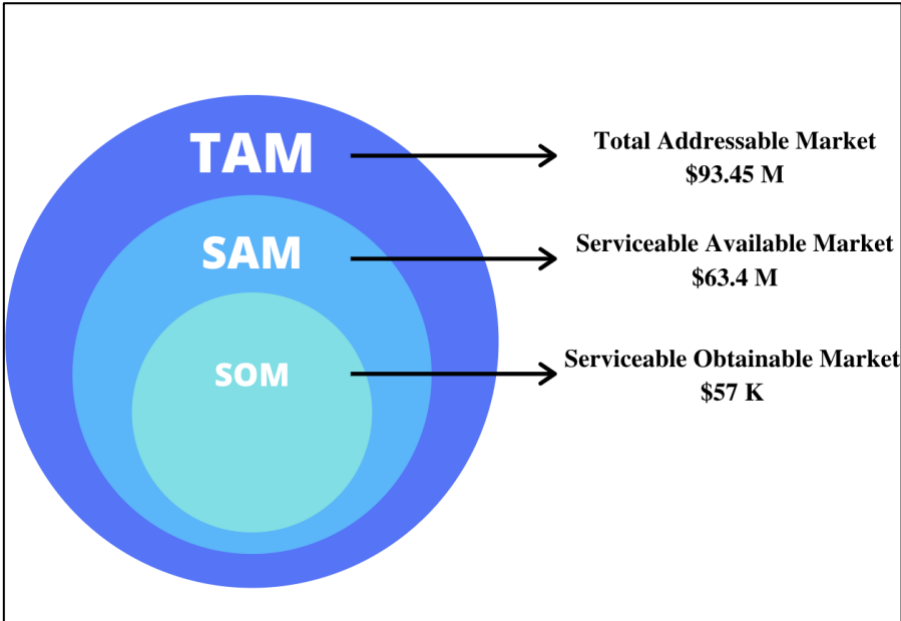 TAM
Total Addressable Market
$93.45 M
SAM
Serviceable Available Market
$63.4 M
SOM
Serviceable Obtainable Market
$57 K